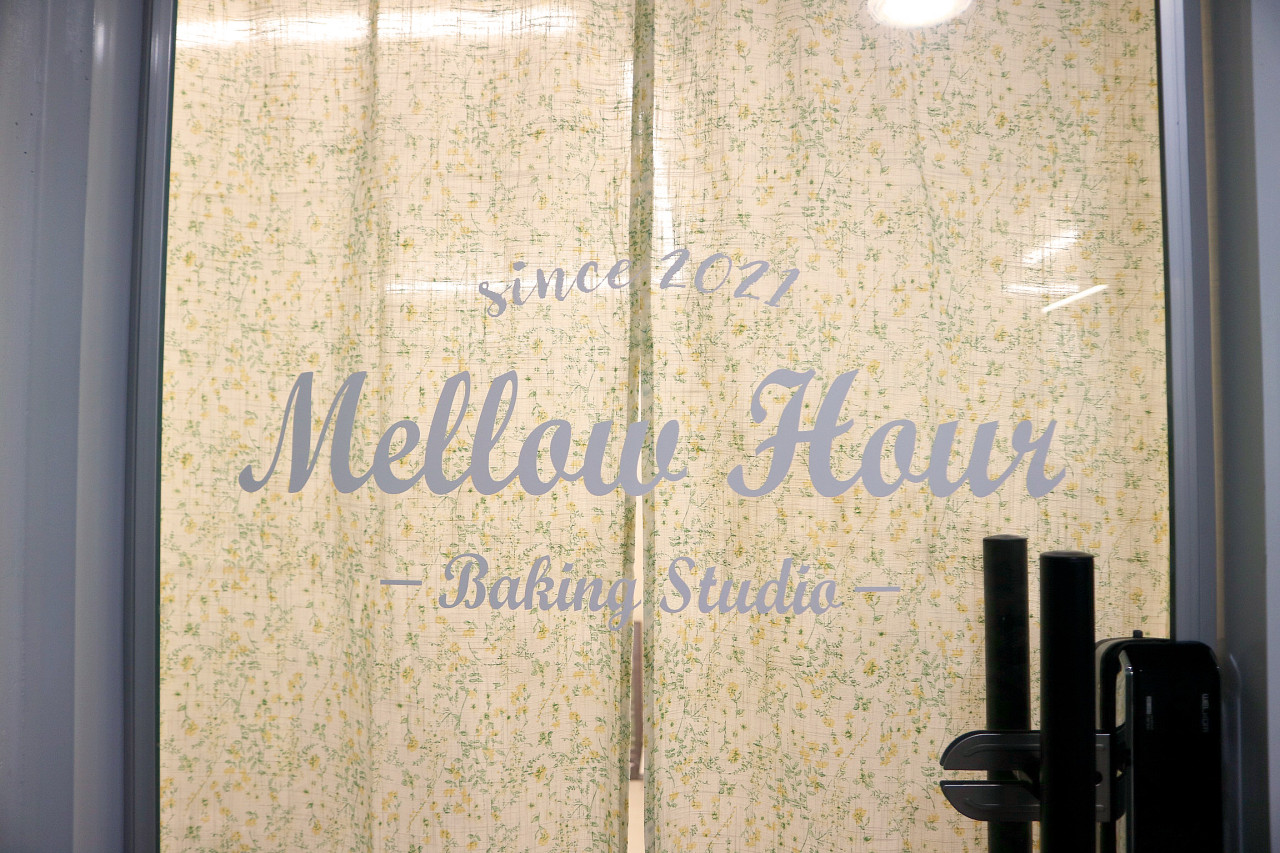 since 2021
Mellow Hour
– Baking Studio –